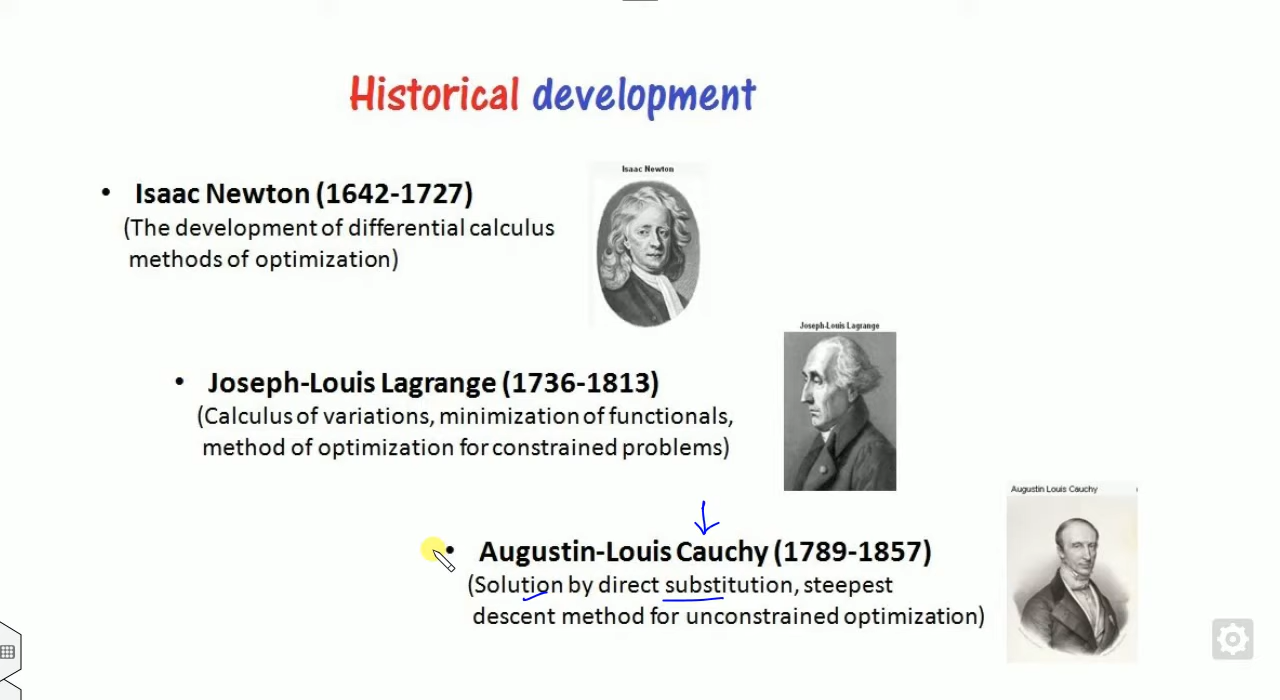 Historical development
Isaac Newton
• Isaac Newton (1642-1727)
(The development of differential calculus
methods of optimization)
Joseph-Louis Lagrange
• Joseph-Louis Lagrange (1736-1813)
(Calculus of variations, minimization of functionals,
method of optimization for constrained problems)
Augustin Louis Cauchy
• Augustin-Louis Cauchy (1789-1857)
(Solution by direct substitution, steepest
descent method for unconstrained optimization)